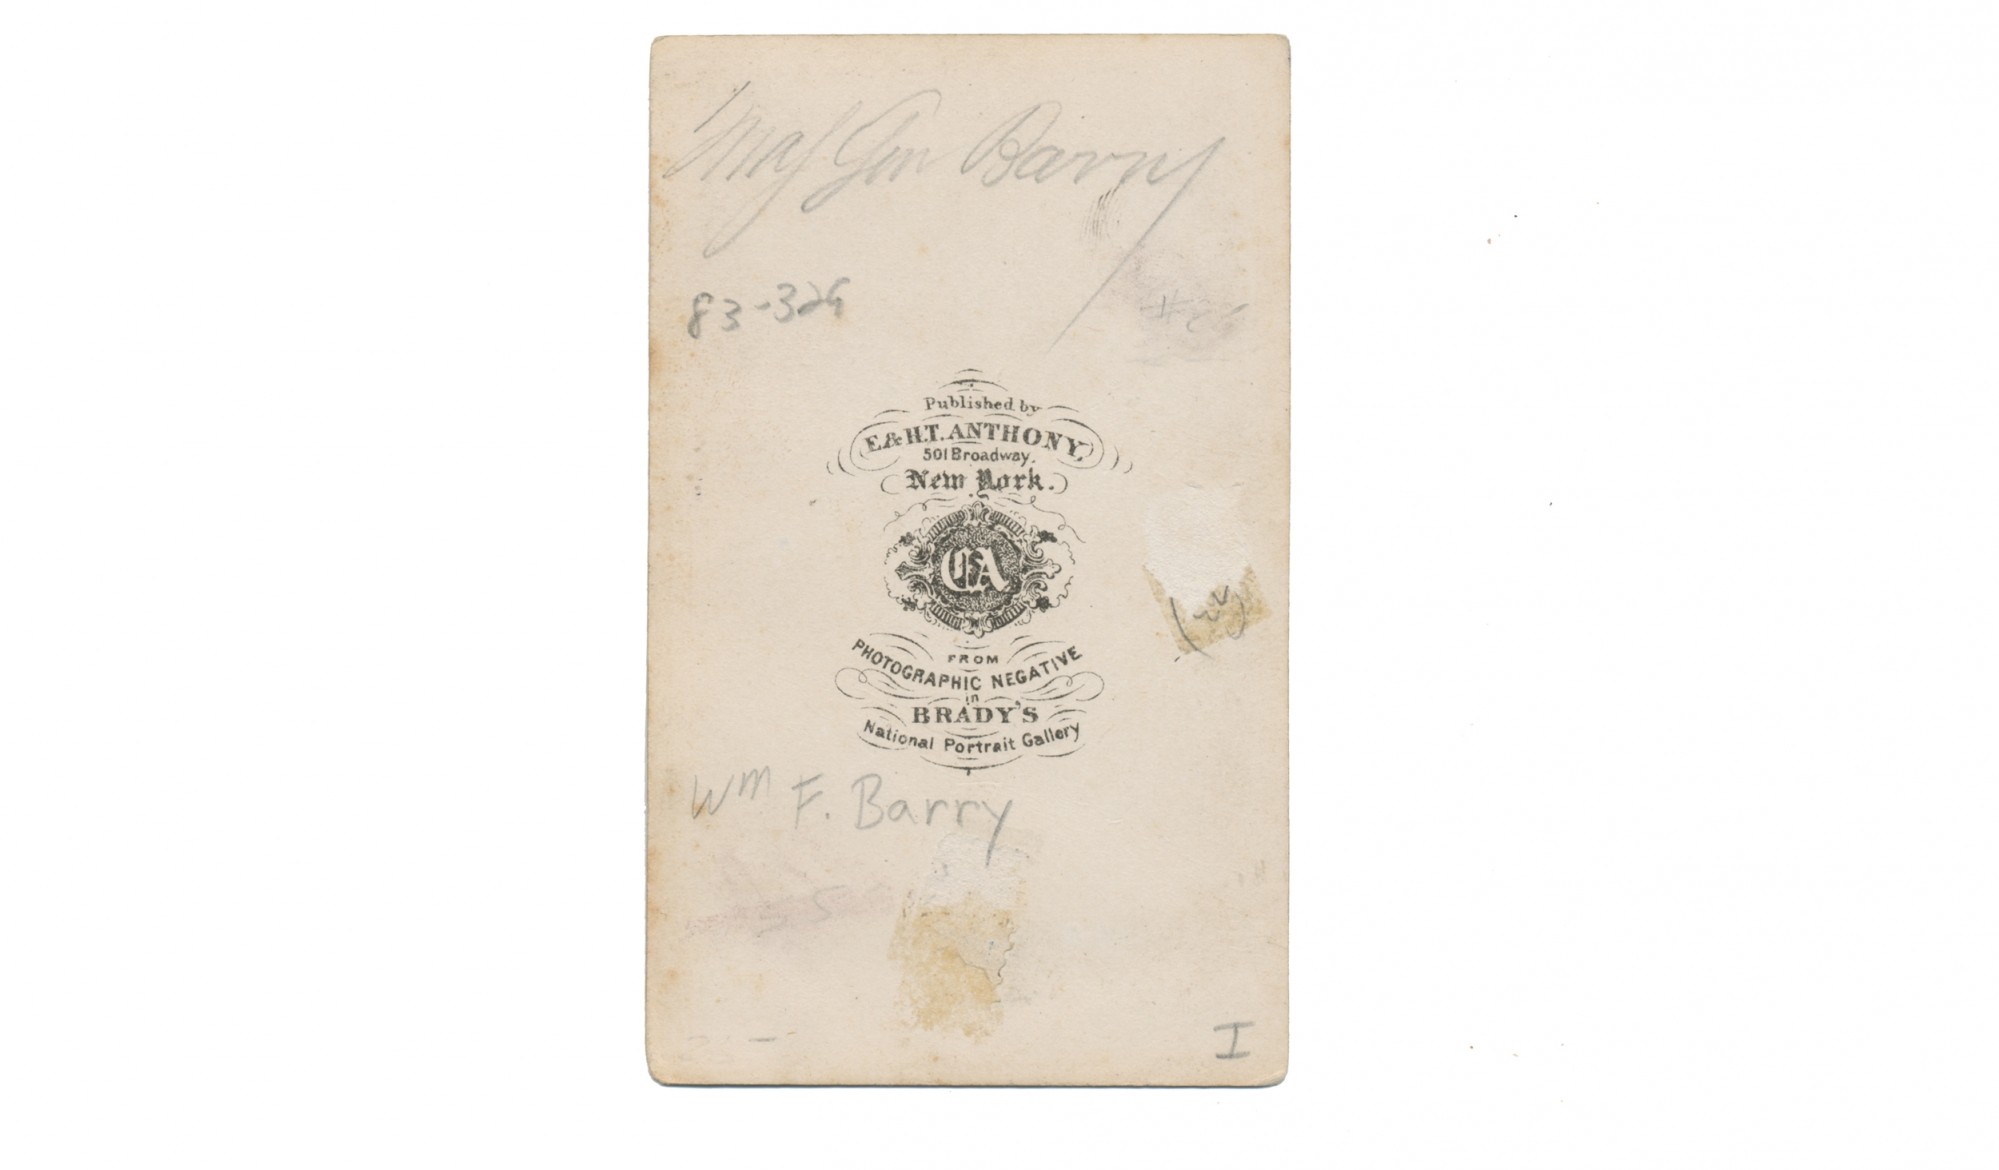 Maj Gen Barry
83-329
Published by
E. & H.T. ANTHONY,
501 Broadway.
New York.
EA
FROM
PHOTOGRAPHIC NEGATIVE
in
BRADY'S
National Portrait Gallery
Wm F. Barry
I